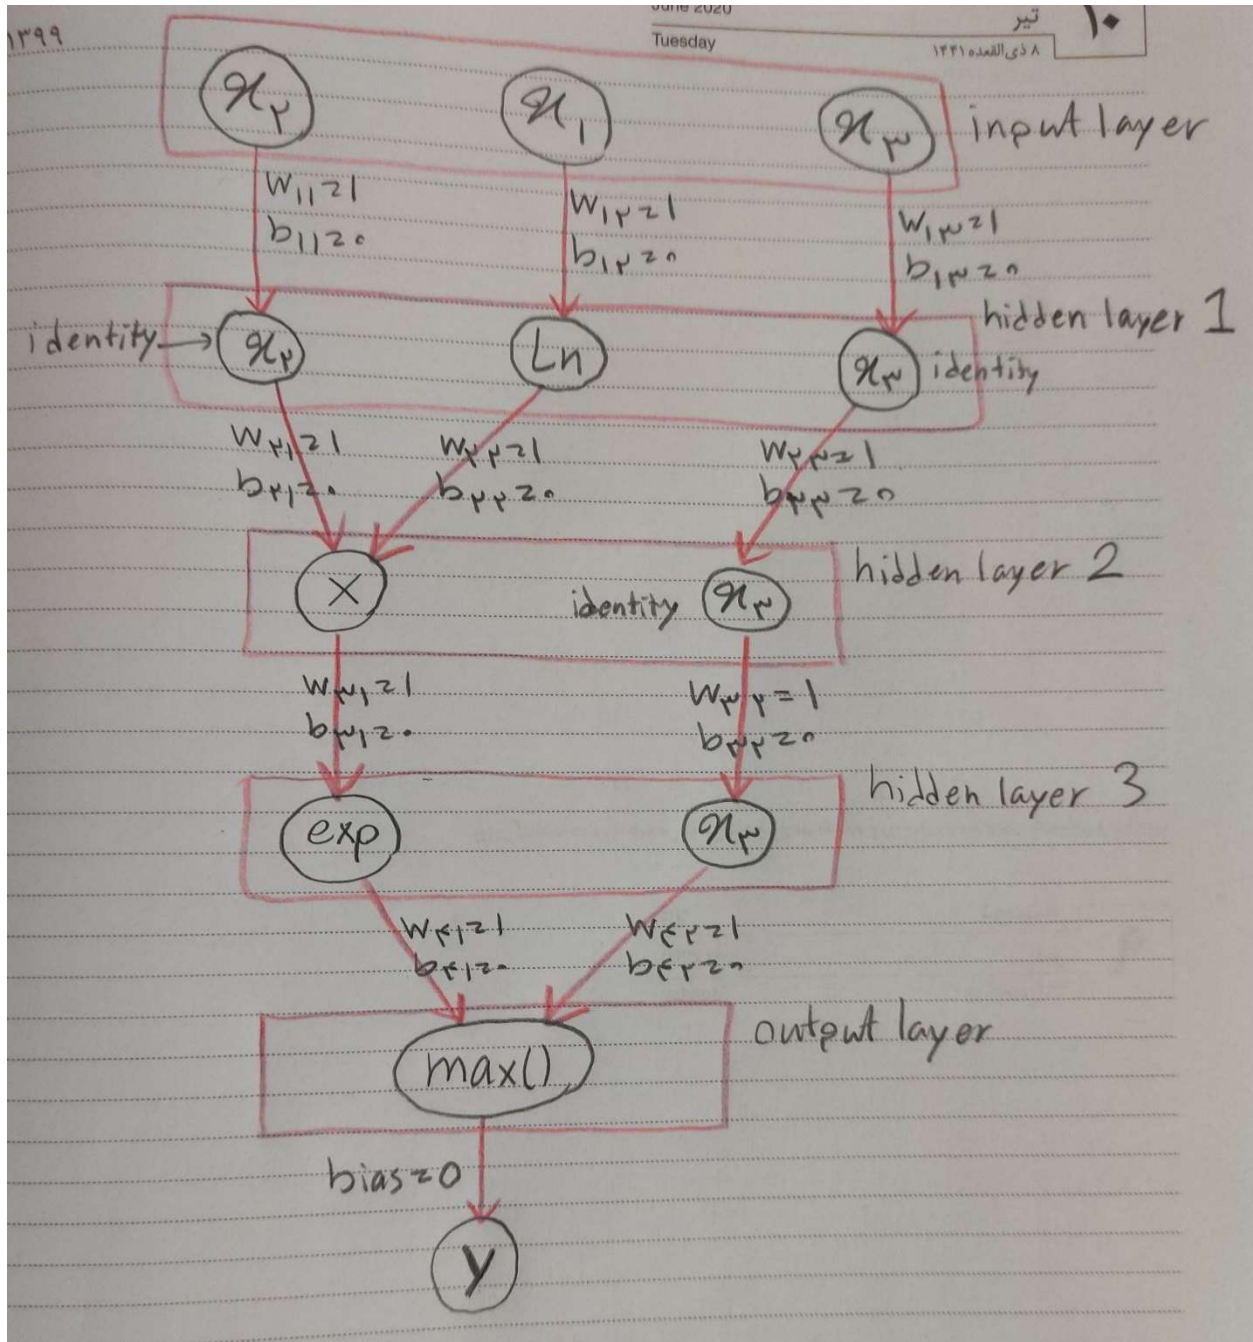 ۱۳۹۹
June 2020
Tuesday
تیر
۱۰
۸ ذی‌القعده ۱۴۴۱
x۲ x۱ x۳ input layer
w۱۱=۱ w۱۲=۱ w۱۳=۱
b۱۱=۰ b۱۲=۰ b۱۳=۰
hidden layer 1
identity → x۲ Ln x۳ identity
w۲۱=۱ w۲۲=۱ w۲۳=۱
b۲۱=۰ b۲۲=۰ b۲۳=۰
hidden layer 2
× identity x۳
w۳۱=۱ w۳۲=۱
b۳۱=۰ b۳۲=۰
hidden layer 3
exp x۳
w۴۱=۱ w۴۲=۱
b۴۱=۰ b۴۲=۰
output layer
max()
bias=0
y